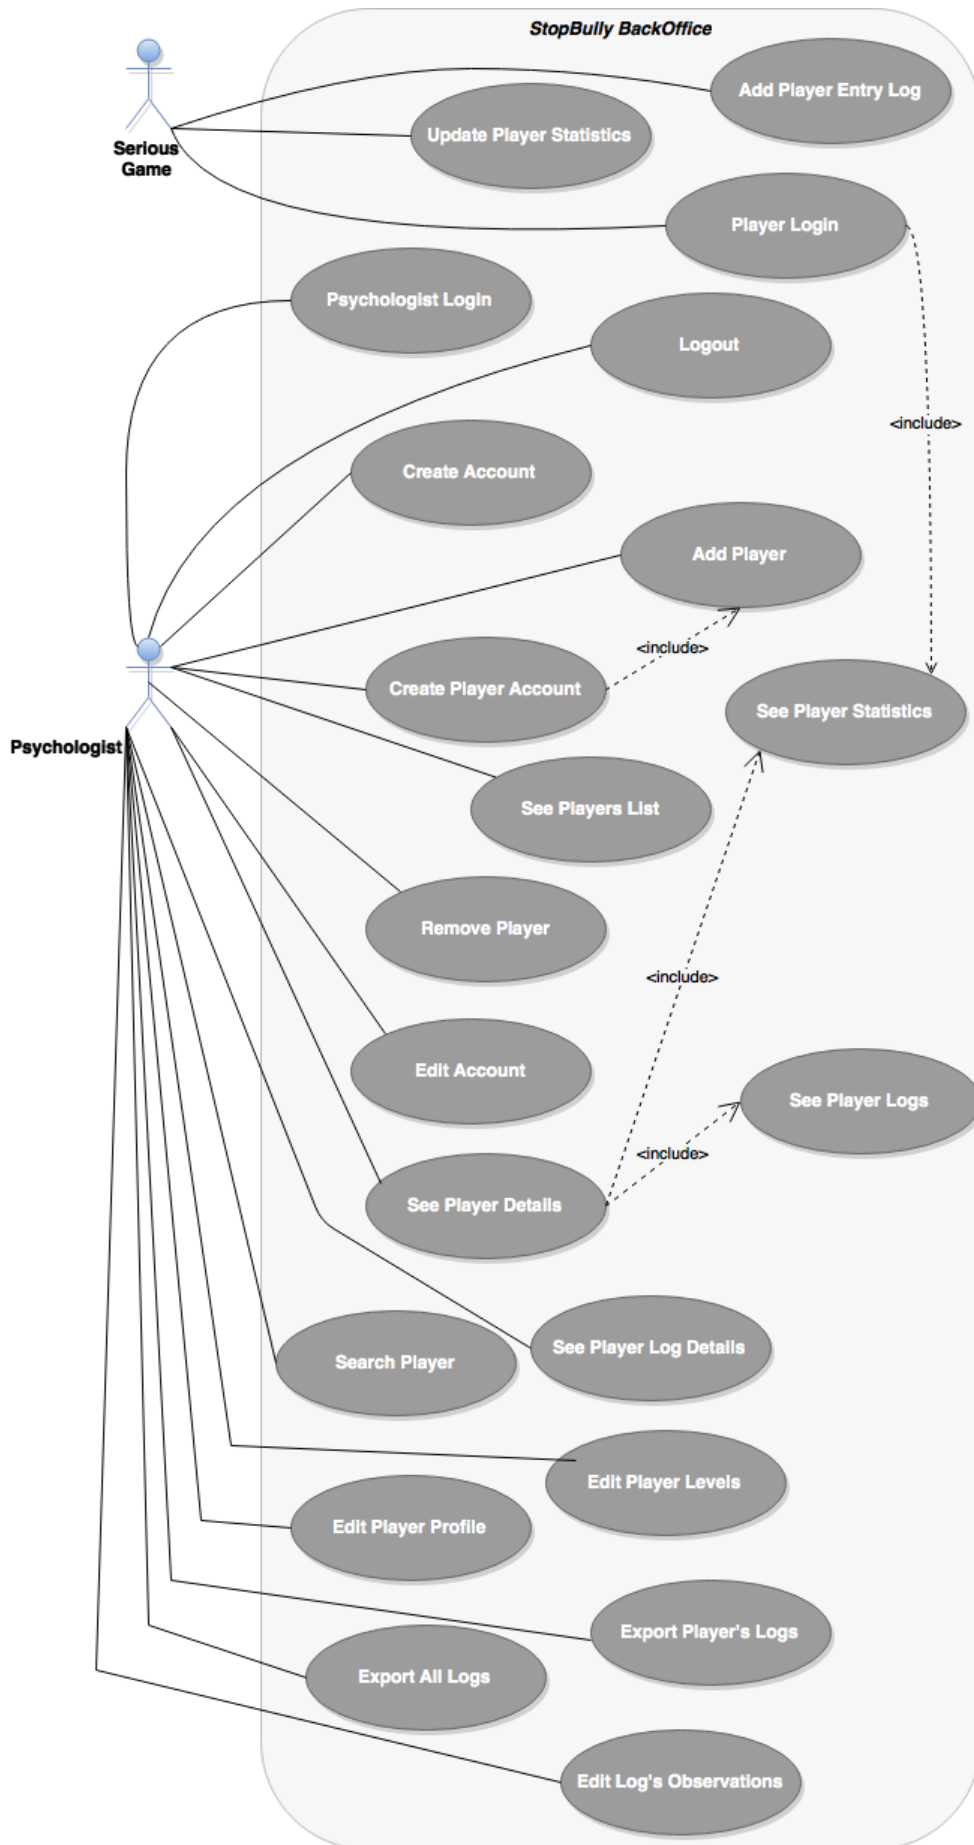 StopBully BackOffice
Add Player Entry Log
Update Player Statistics
Serious
Game
Player Login
Psychologist Login
Logout
<include>
Create Account
Add Player
<include>
Create Player Account
See Player Statistics
Psychologist
See Players List
Remove Player
<include>
Edit Account
See Player Logs
<include>
See Player Details
See Player Log Details
Search Player
Edit Player Levels
Edit Player Profile
Export Player's Logs
Export All Logs
Edit Log's Observations